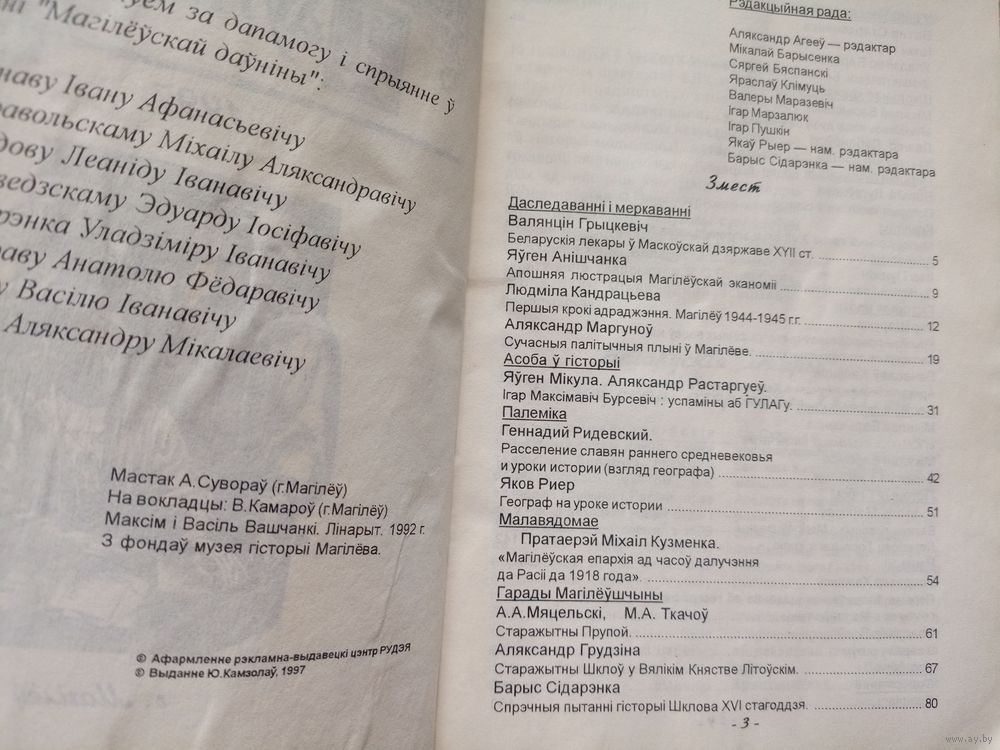 за дапамогу і спрыянне ў
"Магілёўскай даўніны":
Івану Афанасьевічу
Міхаілу Аляксандравічу
Леаніду Іванавічу
Эдуарду Іосіфавічу
Уладзіміру Іванавічу
Анатолю Фёдаравічу
Васілю Іванавічу
Аляксандру Мікалаевічу
Мастак А.Сувораў (г.Магілёў)
На вокладцы: В.Камароў (г.Магілёў)
Максім і Васіль Вашчанкі. Лінарыт. 1992 г.
З фондаў музея гісторыі Магілёва.
© Афармленне рэкламна-выдавецкі цэнтр РУДЭЯ
© Выданне Ю.Камзолаў, 1997
Рэдакцыйная рада:
Аляксандр Агееў — рэдактар
Мікалай Барысенка
Сяргей Бяспанскі
Яраслаў Клімуць
Валеры Маразевіч
Ігар Марзалюк
Ігар Пушкін
Якаў Рыер — нам. рэдактара
Барыс Сідарэнка — нам. рэдактара
Змест
Даследаванні і меркаванні
Валянцін Грыцкевіч
Беларускія лекары ў Маскоўскай дзяржаве XYII ст. 5
Яўген Анішчанка
Апошняя люстрацыя Магілёўскай эканоміі 9
Людміла Кандрацьева
Першыя крокі адраджэння. Магілёў 1944-1945 г.г. 12
Аляксандр Маргуноў
Сучасныя палітычныя плыні ў Магілёве. 19
Асоба ў гісторыі
Яўген Мікула. Аляксандр Растаргуеў.
Ігар Максімавіч Бурсевіч : успаміны аб ГУЛАГу. 31
Палеміка
Геннадий Ридевский.
Расселение славян раннего средневековья
и уроки истории (взгляд географа) 42
Яков Риер
Географ на уроке истории 51
Малавядомае
Пратаерэй Міхаіл Кузменка.
«Магілёўская епархія ад часоў далучэння
да Расіі да 1918 года». 54
Гарады Магілёўшчыны
А.А.Мяцельскі, М.А. Ткачоў
Старажытны Прупой. 61
Аляксандр Грудзіна
Старажытны Шклоў у Вялікім Княстве Літоўскім. 67
Барыс Сідарэнка
Спрэчныя пытанні гісторыі Шклова XVI стагоддзя. 80
- 3 -
www.ay.by